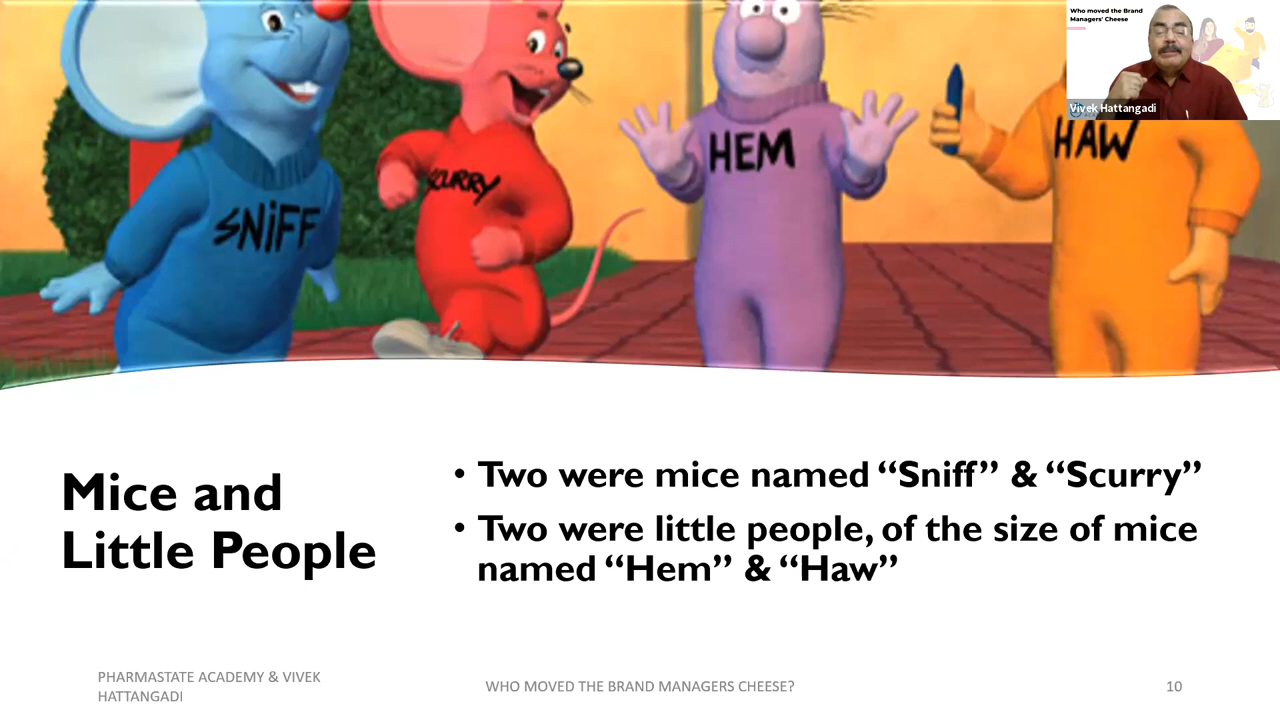 Who moved the Brand
Managers' Cheese
Vivek Hattangadi
SNiFF
SCURRY
HEM
HAW
Mice and
Little People
• Two were mice named “Sniff” & “Scurry”
• Two were little people, of the size of mice
named “Hem” & “Haw”
PHARMASTATE ACADEMY & VIVEK
HATTANGADI
WHO MOVED THE BRAND MANAGERS CHEESE?
10